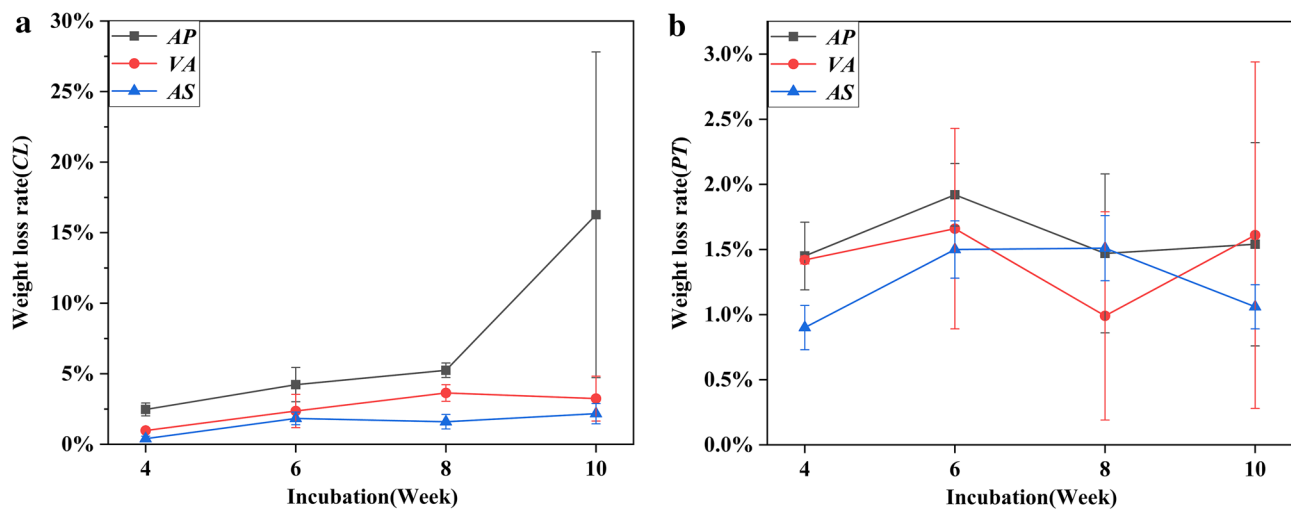 a
30%
25%
20%
15%
10%
5%
0%
Weight loss rate(CL)
AP
VA
AS
4
6
8
10
Incubation(Week)
b
3.0%
2.5%
2.0%
1.5%
1.0%
0.5%
0.0%
Weight loss rate(PT)
AP
VA
AS
4
6
8
10
Incubation(Week)